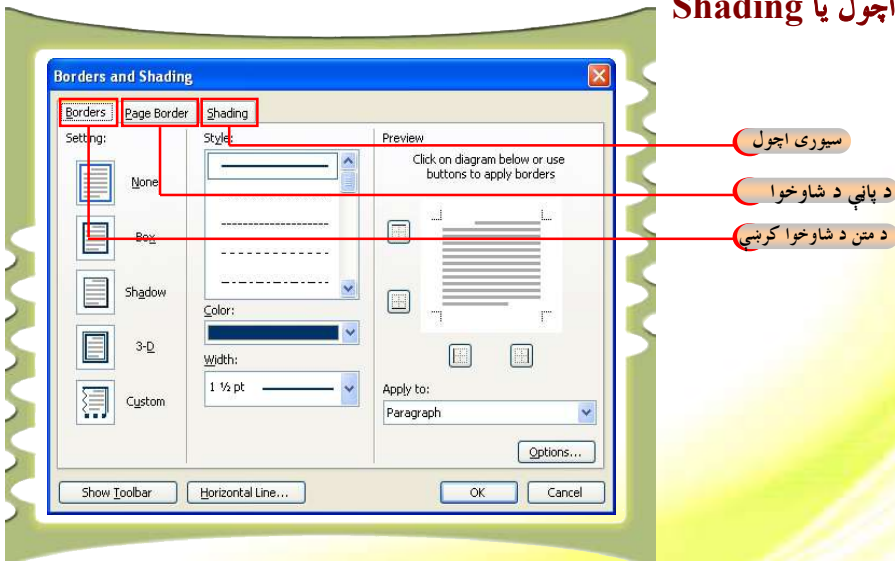 اچول یا Shading
Borders and Shading
Borders
Page Border
Shading
Setting:
None
Box
Shadow
3-D
Custom
Style:
Color:
Width:
1 ½ pt
Preview
Click on diagram below or use
buttons to apply borders
Apply to:
Paragraph
Options...
Show Toolbar
Horizontal Line...
OK
Cancel
سیوری اچول
د پاڼې د شاوخوا
د متن د شاوخوا کرښې